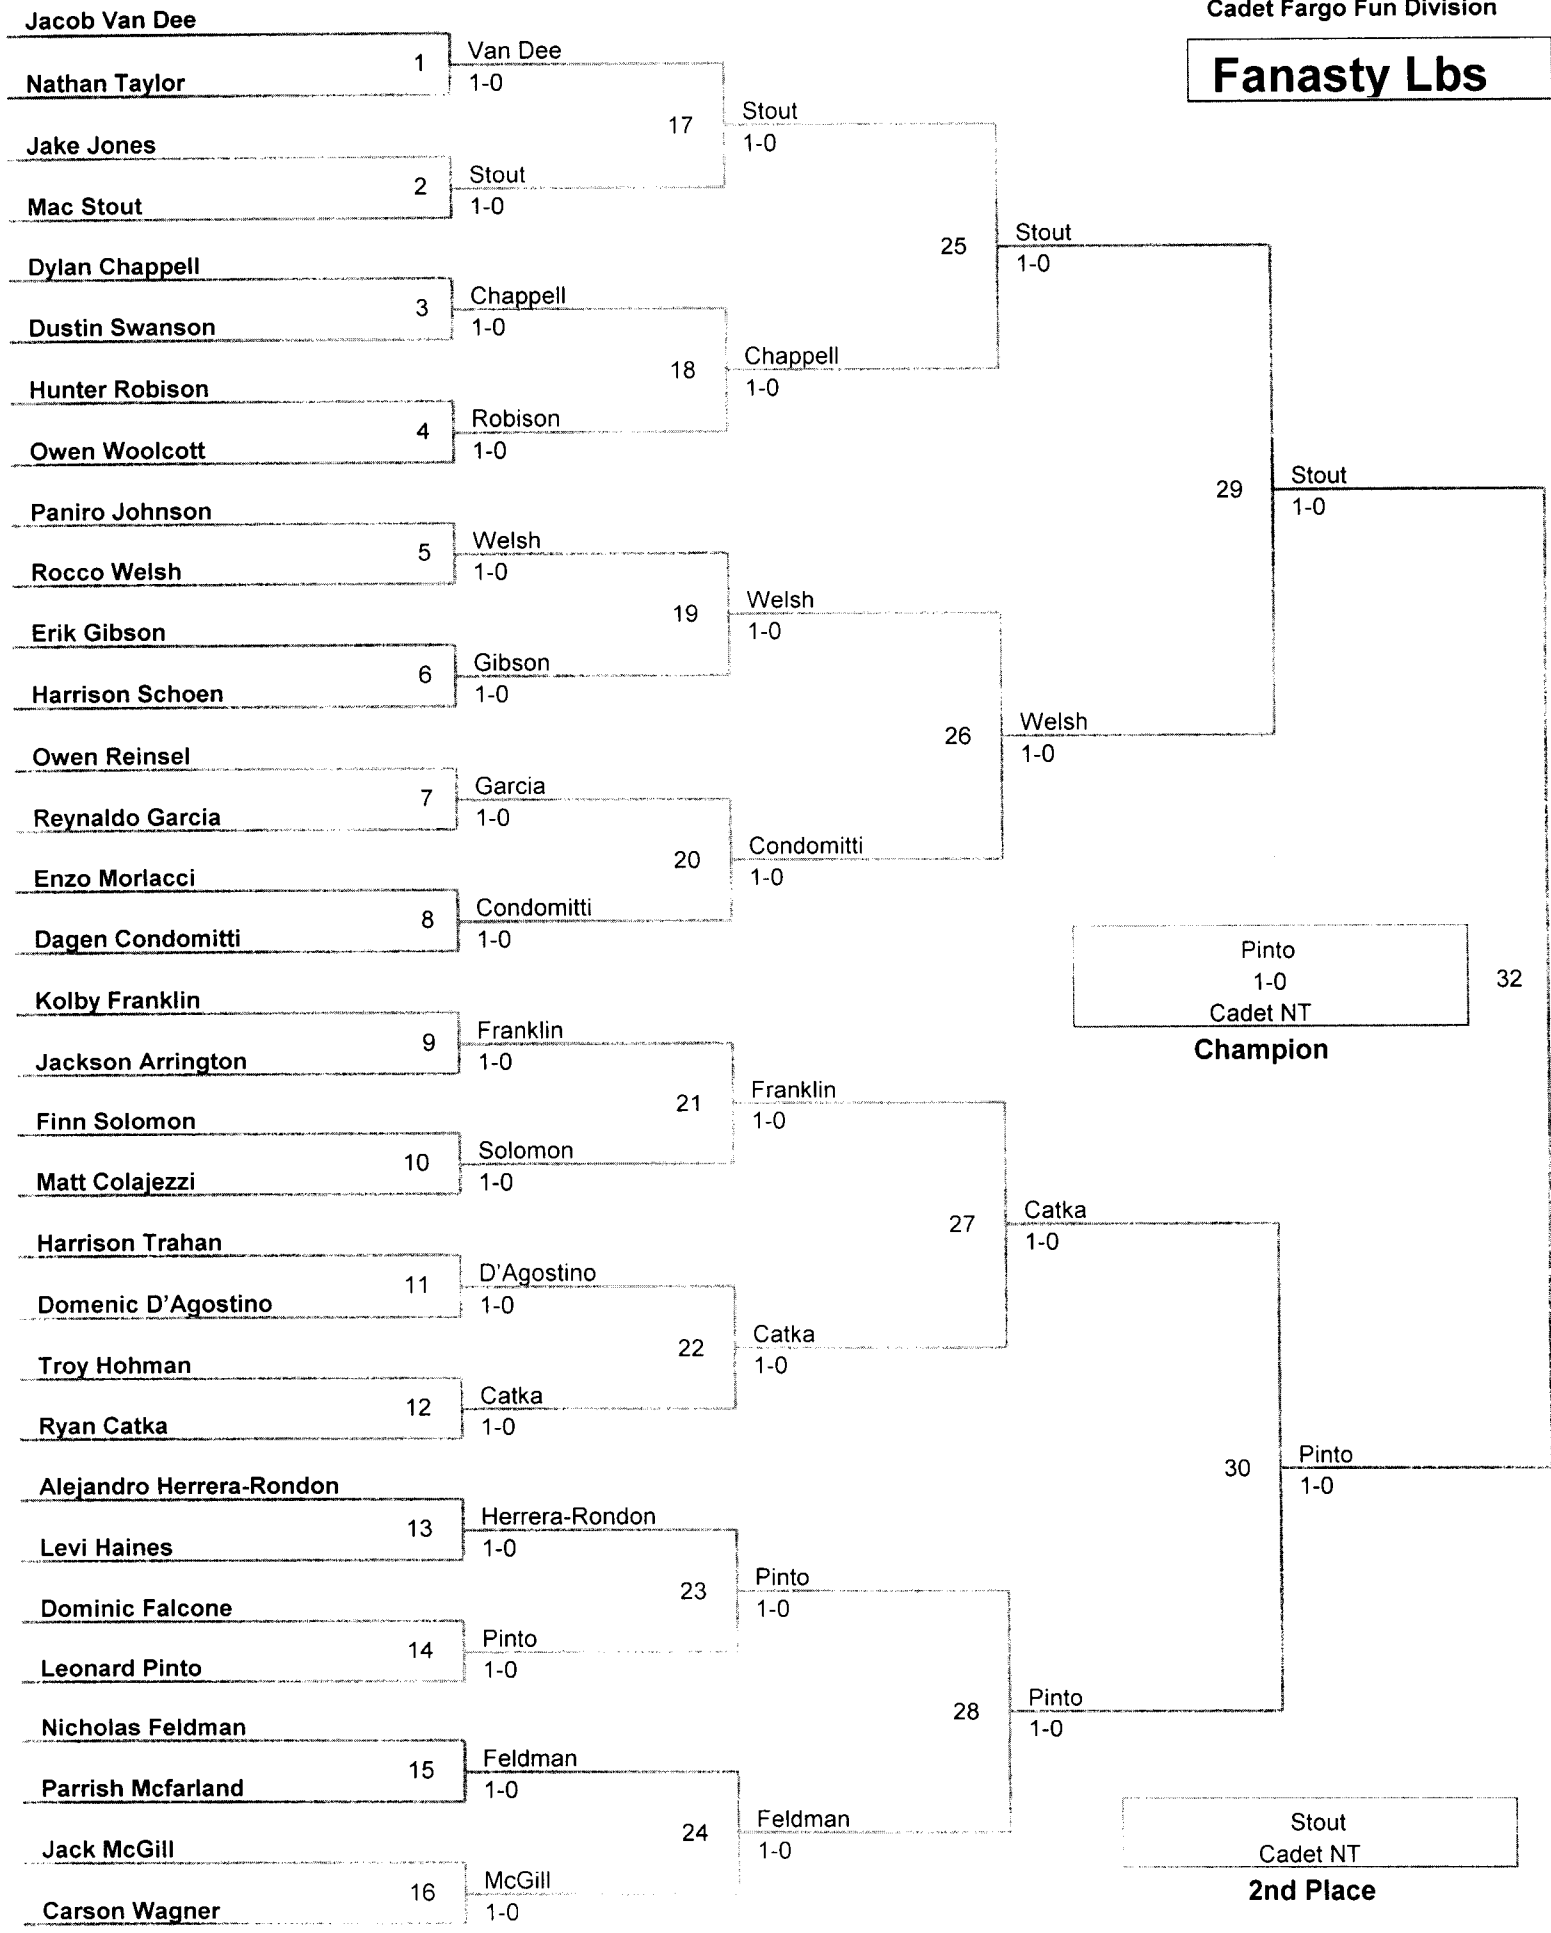 Cadet Fargo Fun Division
Fanasty Lbs
Jacob Van Dee
1
Nathan Taylor
Jake Jones
2
Mac Stout
Dylan Chappell
3
Dustin Swanson
Hunter Robison
4
Owen Woolcott
Paniro Johnson
5
Rocco Welsh
Erik Gibson
6
Harrison Schoen
Owen Reinsel
7
Reynaldo Garcia
Enzo Morlacci
8
Dagen Condomitti
Kolby Franklin
9
Jackson Arrington
Finn Solomon
10
Matt Colajezzi
Harrison Trahan
11
Domenic D'Agostino
Troy Hohman
12
Ryan Catka
Alejandro Herrera-Rondon
13
Levi Haines
Dominic Falcone
14
Leonard Pinto
Nicholas Feldman
15
Parrish Mcfarland
Jack McGill
16
Carson Wagner
Van Dee
1-0
17
Stout
1-0
Chappell
1-0
18
Robison
1-0
Welsh
1-0
19
Gibson
1-0
Garcia
1-0
20
Condomitti
1-0
Franklin
1-0
21
Solomon
1-0
D'Agostino
1-0
22
Catka
1-0
Herrera-Rondon
1-0
23
Pinto
1-0
Feldman
1-0
24
McGill
1-0
Stout
1-0
25
Chappell
1-0
Welsh
1-0
26
Condomitti
1-0
Franklin
1-0
27
Catka
1-0
Pinto
1-0
28
Feldman
1-0
Stout
1-0
29
Welsh
1-0
Catka
1-0
30
Pinto
1-0
Stout
1-0
32
Pinto
1-0
Pinto
1-0
Cadet NT
Champion
Stout
Cadet NT
2nd Place